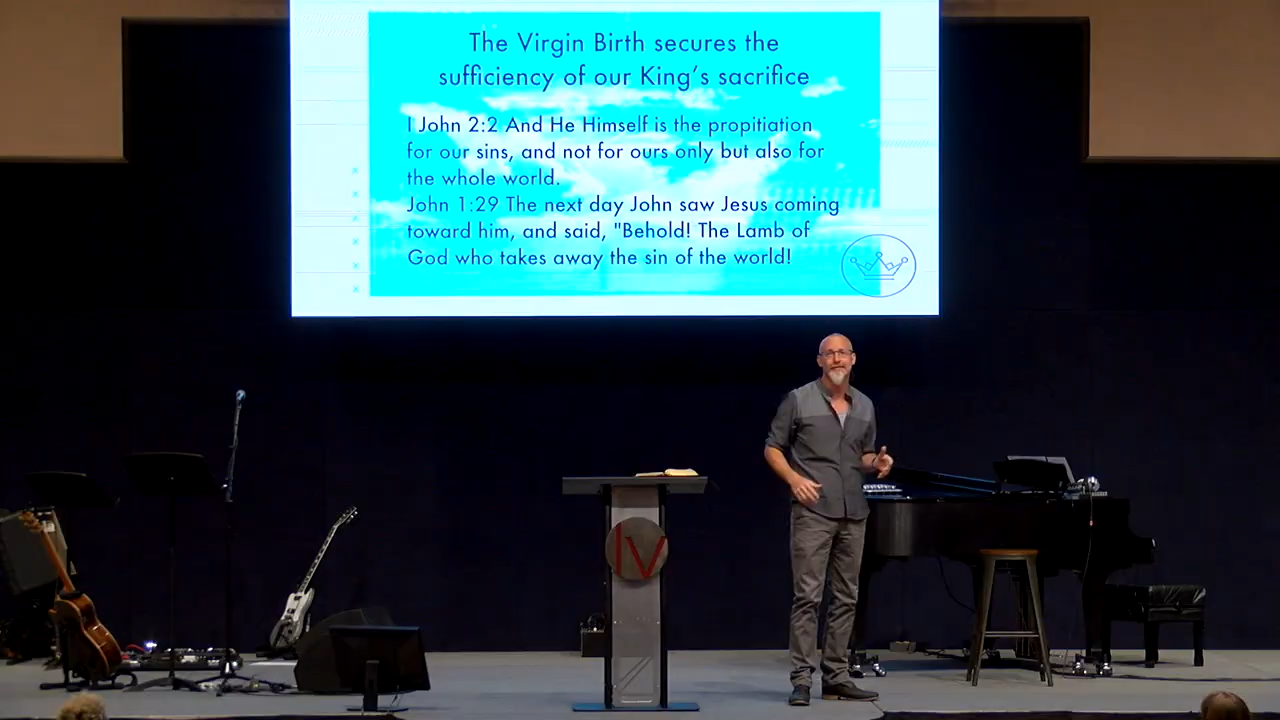 The Virgin Birth secures the
sufficiency of our King's sacrifice
I John 2:2 And He Himself is the propitiation
for our sins, and not for ours only but also for
the whole world.
John 1:29 The next day John saw Jesus coming
toward him, and said, "Behold! The Lamb of
God who takes away the sin of the world!
IV